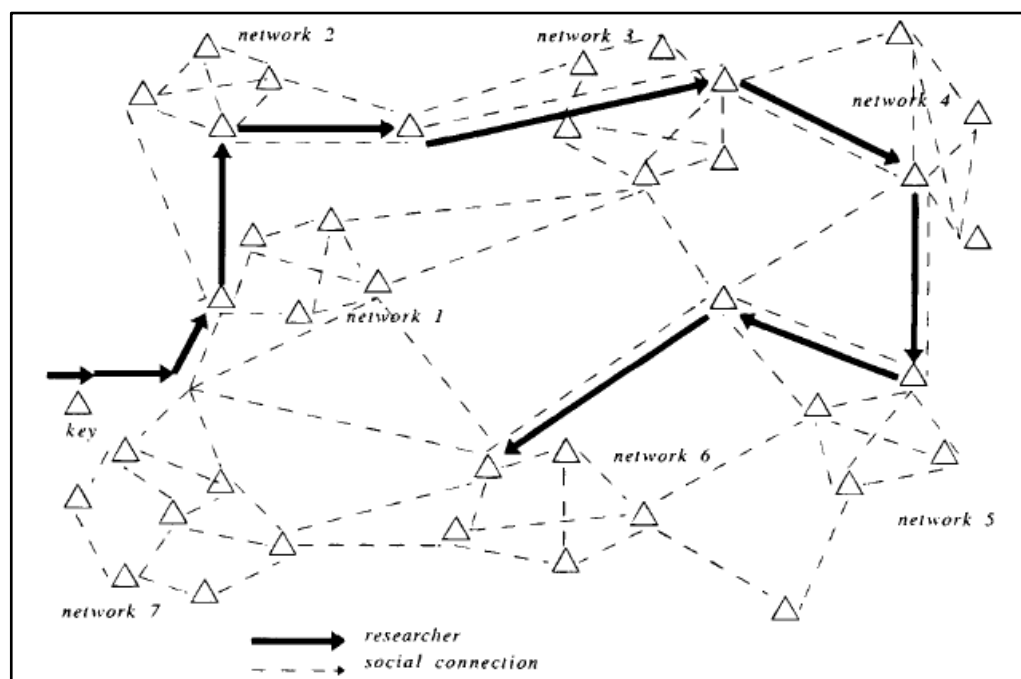 network 2
network 3
network 4
network 1
key
network 6
network 5
network 7
researcher
social connection